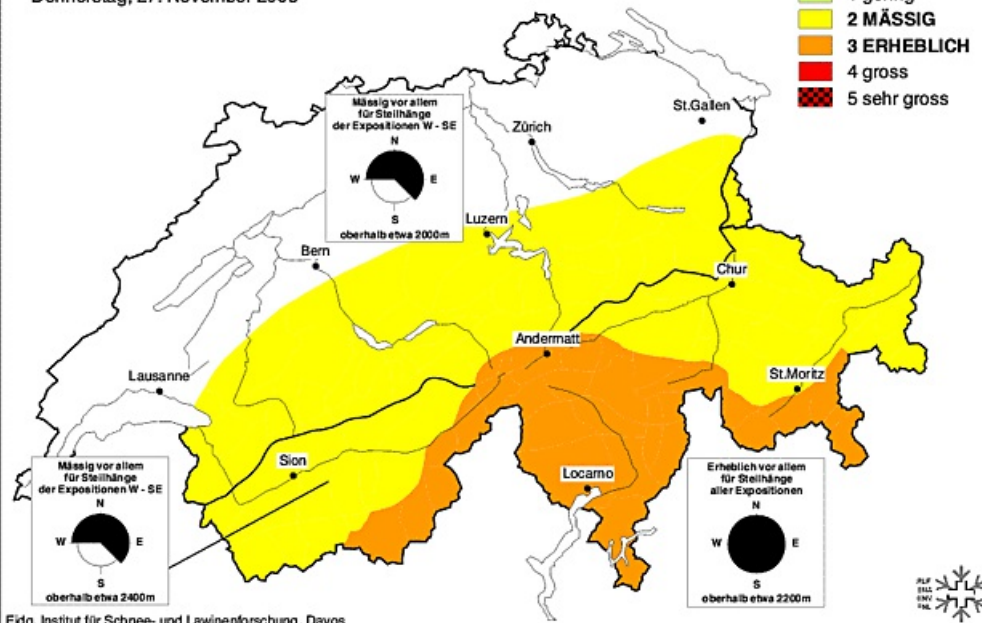 2 MÄSSIG
3 ERHEBLICH
4 gross
5 sehr gross
Mässig vor allem
für Steilhänge
der Expositionen W - SE
N
W E
S
oberhalb etwa 2000m
St.Gallen
Zürich
Luzern
Bern
Chur
Andermatt
Lausanne
St.Moritz
Sion
Locarno
Mässig vor allem
für Steilhänge
der Expositionen W - SE
N
W E
S
oberhalb etwa 2400m
Erheblich vor allem
für Steilhänge
aller Expositionen
N
W E
S
oberhalb etwa 2200m
Eidg. Institut für Schnee- und Lawinenforschung, Davos